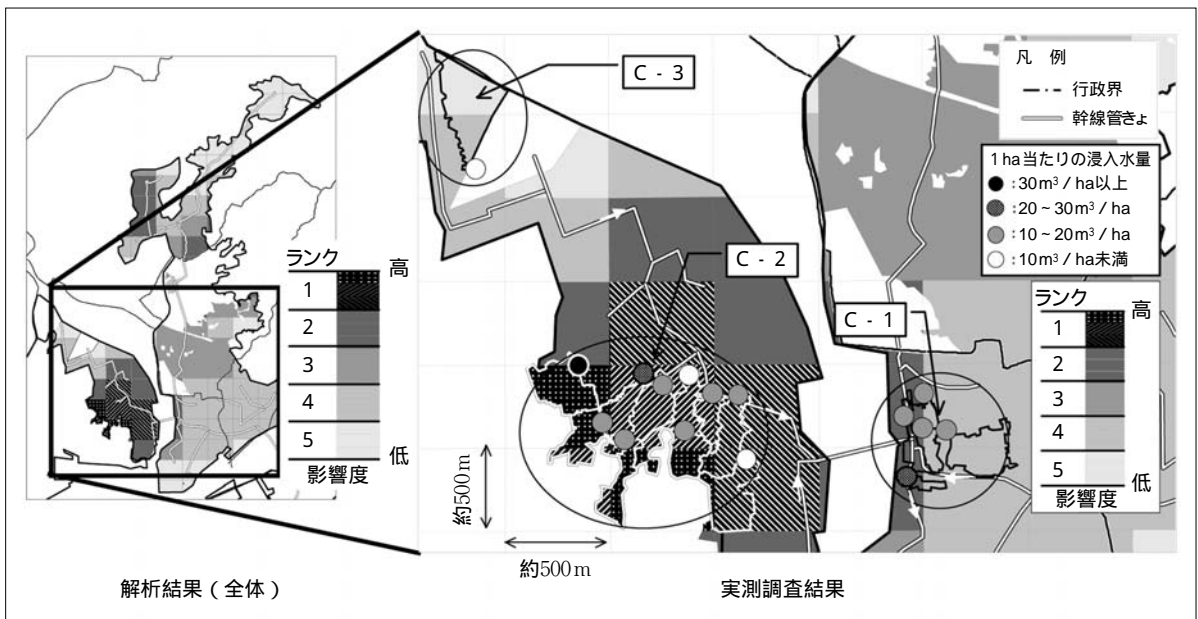 ランク
高
1
2
3
4
5
低
影響度
解析結果(全体)
C - 3
C - 2
C - 1
凡 例
行政界
幹線管きょ
1ha当たりの浸入水量
:30m³/ha以上
:20~30m³/ha
:10~20m³/ha
:10m³/ha未満
ランク
高
1
2
3
4
5
低
影響度
約500m
約500m
実測調査結果